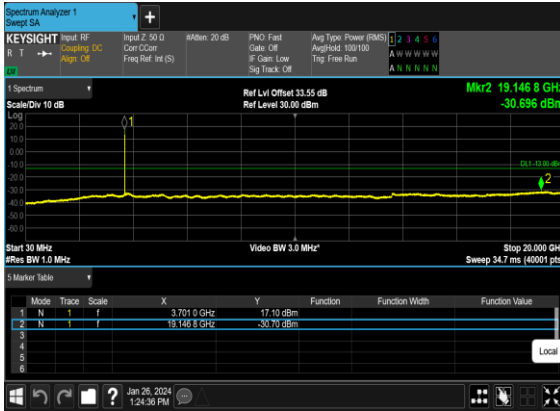 Spectrum Analyzer 1
Swept SA
+
KEYSIGHT
R T
Input: RF
Coupling: DC
Align: Off
Input Z: 50 Ω
Corr CCorr
Freq Ref: Int (S)
#Atten: 20 dB
PNO: Fast
Gate: Off
IF Gain: Low
Sig Track: Off
Avg Type: Power (RMS)
Avg|Hold: 100/100
Trig: Free Run
1 2 3 4 5 6
A W W W W W
A N N N N N
1 Spectrum
Scale/Div 10 dB
Ref Lvl Offset 33.55 dB
Ref Level 30.00 dBm
Mkr2 19.146 8 GHz
-30.696 dBm
Log
20.0
10.0
0.00
-10.0
-20.0
-30.0
-40.0
-50.0
-60.0
1
DL1 -13.00 dBm
2
Start 30 MHz
#Res BW 1.0 MHz
Video BW 3.0 MHz*
Stop 20.000 GHz
Sweep 34.7 ms (40001 pts)
5 Marker Table
Mode Trace Scale X Y Function Function Width Function Value
1 N 1 f 3.701 0 GHz 17.10 dBm
2 N 1 f 19.146 8 GHz -30.70 dBm
3
4
5
6
Local
?
Jan 26, 2024
1:24:36 PM